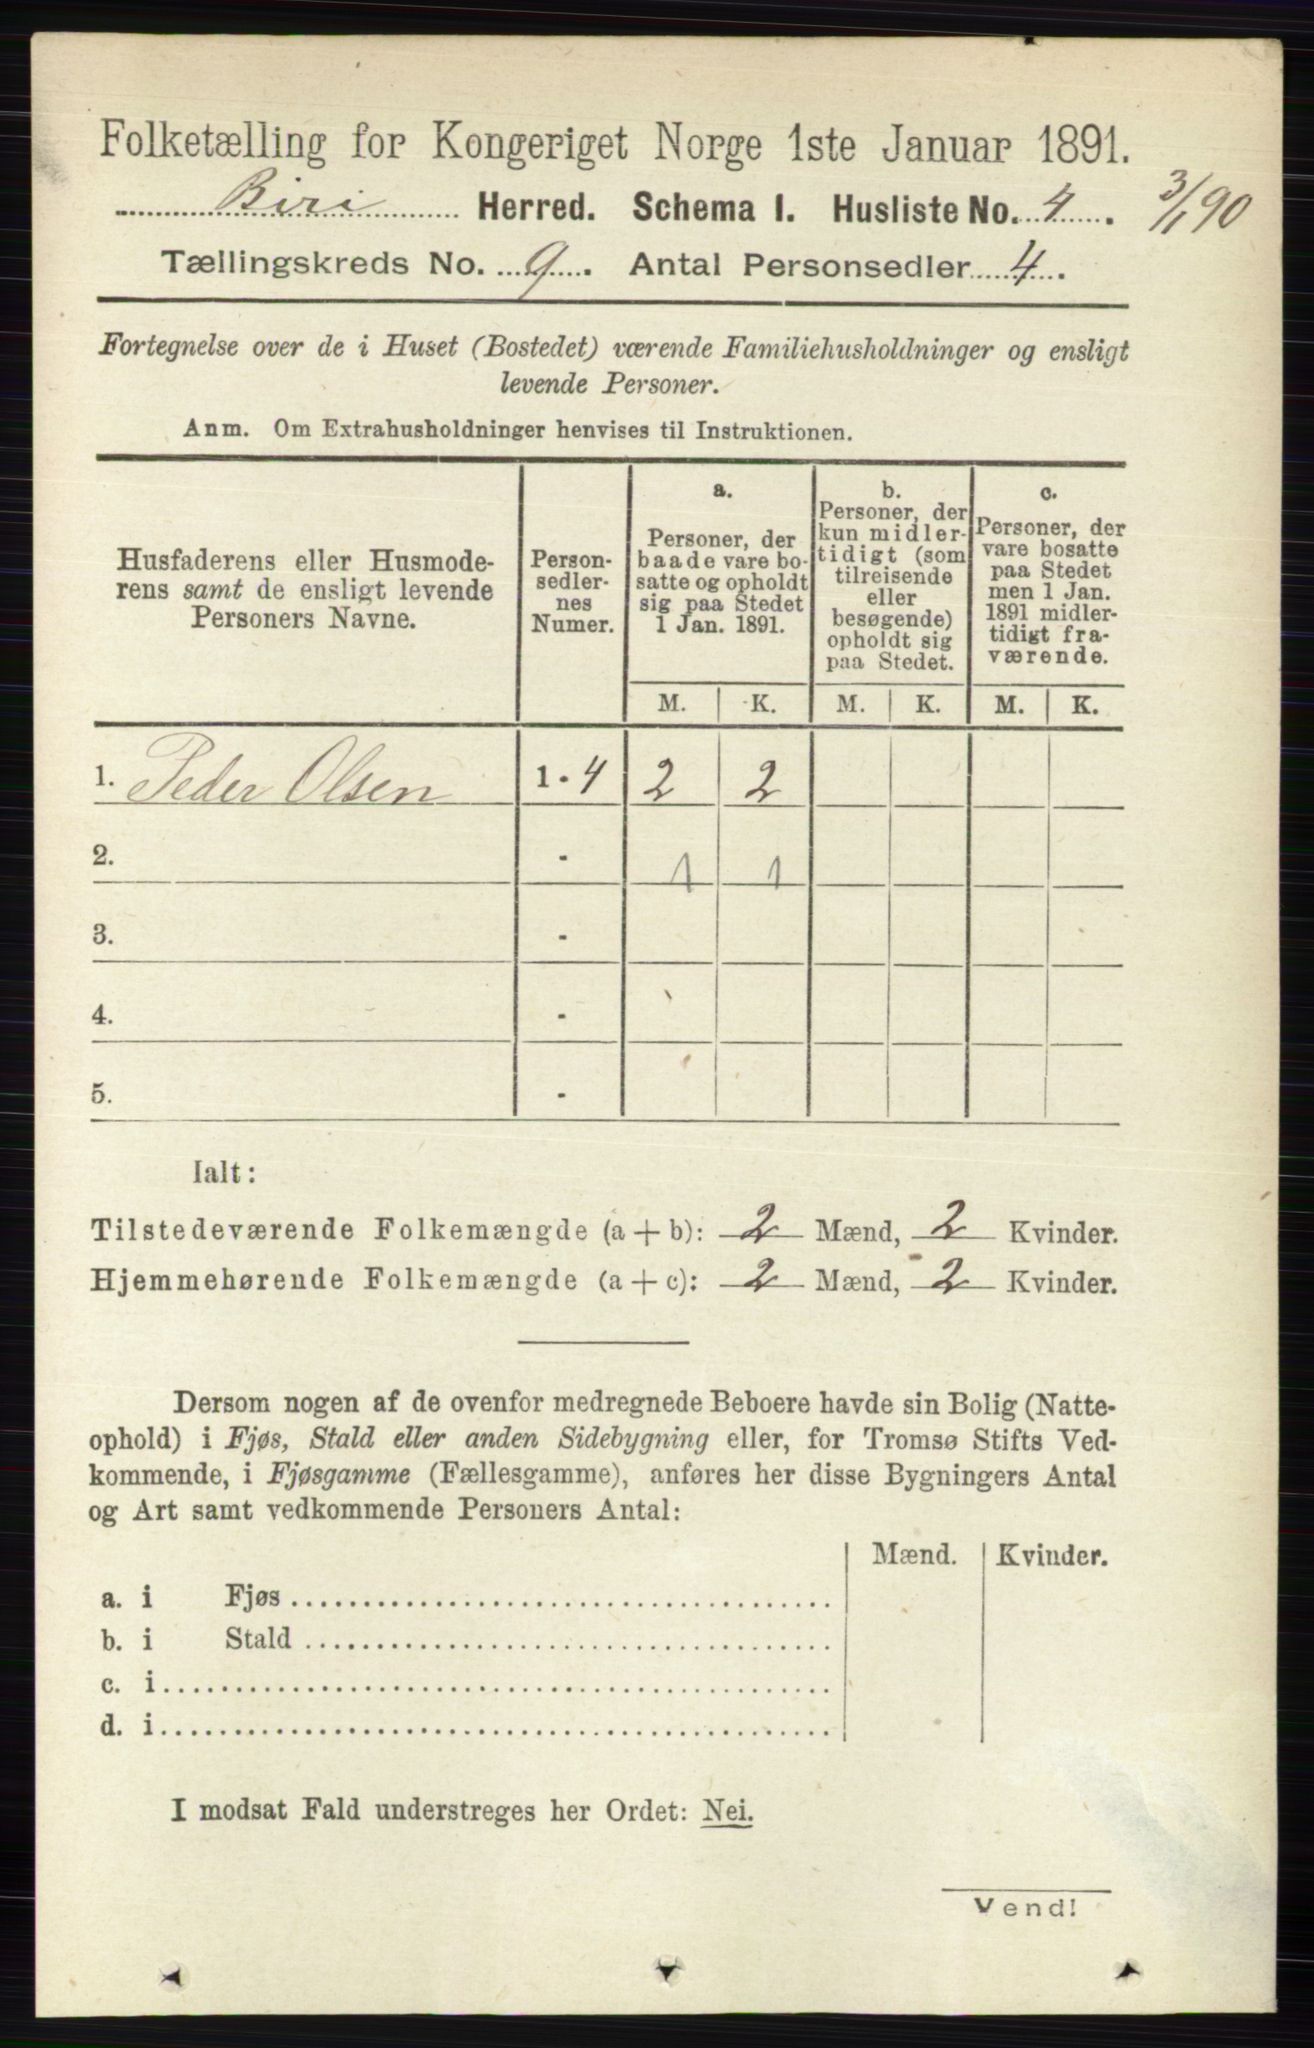 Folketælling for Kongeriget Norge 1ste Januar 1891.
Biri Herred. Schema I. Husliste No. 4. 3/1 90
Tællingskreds No. 9. Antal Personsedler 4.
Fortegnelse over de i Huset (Bostedet) værende Familiehusholdninger og ensligt
levende Personer.
Anm. Om Extrahusholdninger henvises til Instruktionen.
Husfaderens eller Husmode-
rens samt de ensligt levende
Personers Navne.
Person-
sedler-
nes
Numer.
a.
Personer, der
baade vare bo-
satte og opholdt
sig paa Stedet
1 Jan. 1891.
b.
Personer, der
kun midler-
tidigt (som
tilreisende
eller
besøgende)
opholdt sig
paa Stedet.
c.
Personer, der
vare bosatte
paa Stedet
men 1 Jan.
1891 midler-
tidigt fra-
værende.
M. K. M. K. M. K.
1. Peder Olsen 1 - 4 2 2
2. - 1 1
3. -
4. -
5. -
Ialt:
Tilstedeværende Folkemængde (a + b): 2 Mænd, 2 Kvinder.
Hjemmehørende Folkemængde (a + c): 2 Mænd, 2 Kvinder.
Dersom nogen af de ovenfor medregnede Beboere havde sin Bolig (Natte-
ophold) i Fjøs, Stald eller anden Sidebygning eller, for Tromsø Stifts Ved-
kommende, i Fjøsgamme (Fællesgamme), anføres her disse Bygningers Antal
og Art samt vedkommende Personers Antal:
Mænd. Kvinder.
a. i Fjøs
b. i Stald
c. i
d. i
I modsat Fald understreges her Ordet: Nei.
Vend!